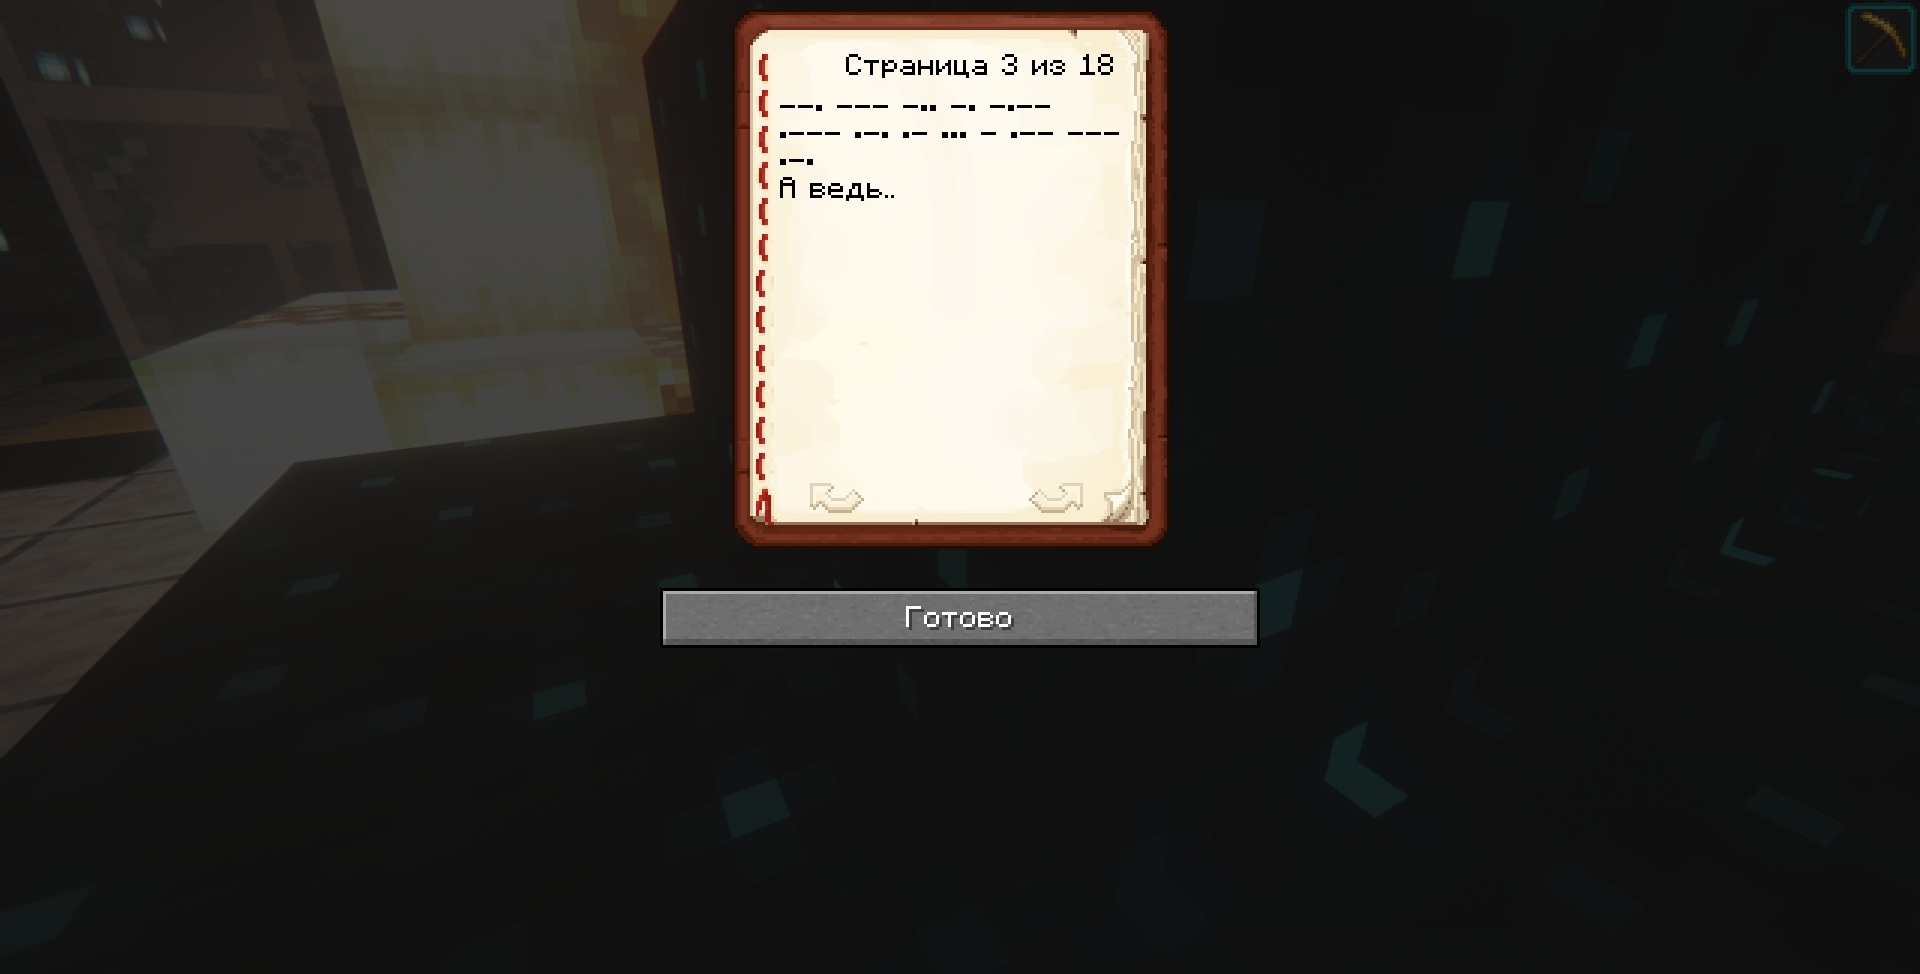 Страница 3 из 18
——. ——— —.. —. —.——
.——— .—. .— ... — .—— ———
.—.
А ведь..
Готово